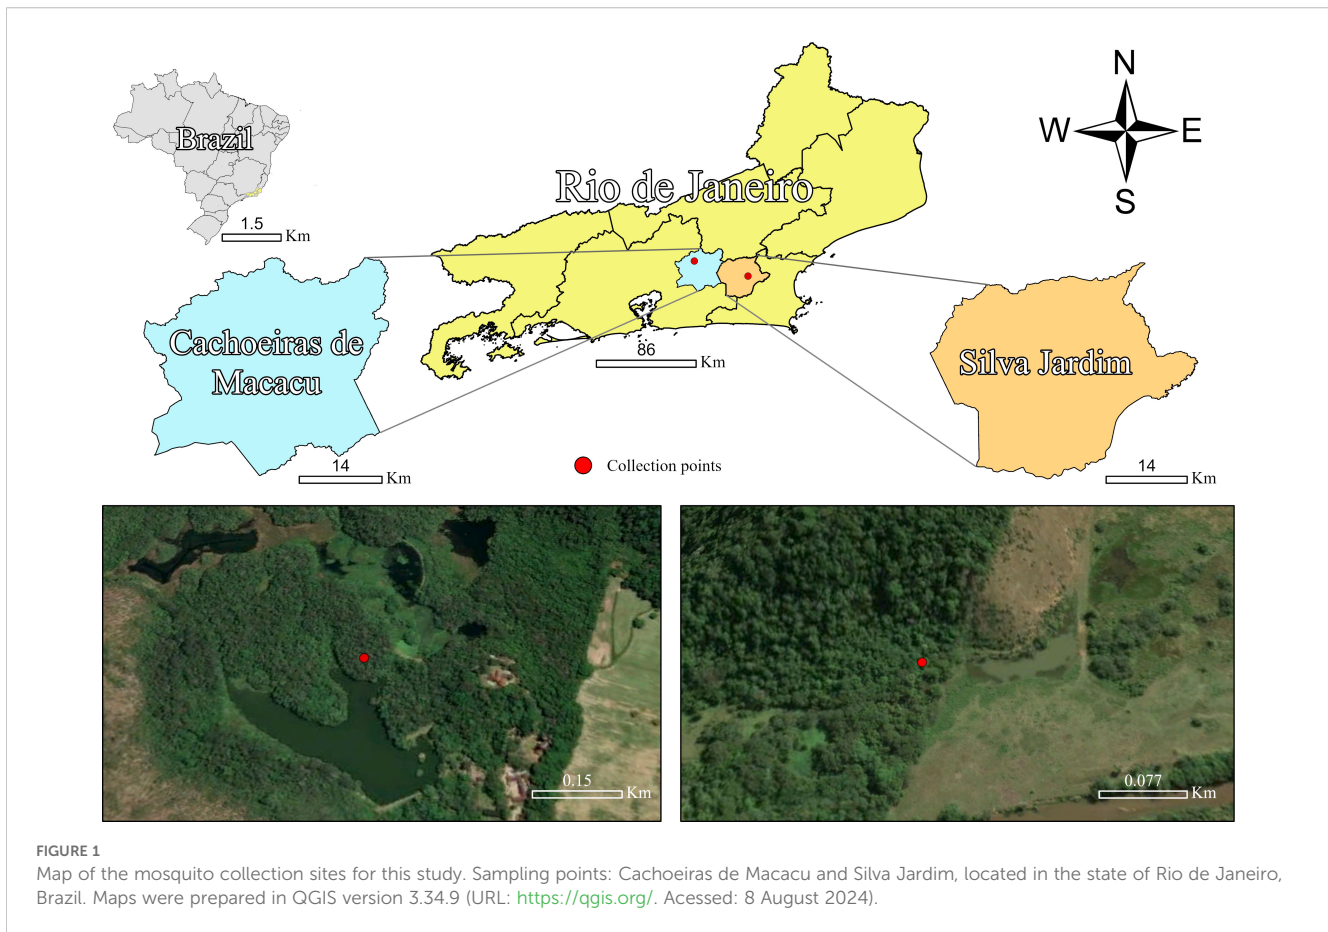 Brazil
1.5
Km
Rio de Janeiro
N
W
E
S
Cachoeiras de
Macacu
14
Km
86
Km
Silva Jardim
14
Km
Collection points
0.15
Km
0.077
Km
FIGURE 1
Map of the mosquito collection sites for this study. Sampling points: Cachoeiras de Macacu and Silva Jardim, located in the state of Rio de Janeiro,
Brazil. Maps were prepared in QGIS version 3.34.9 (URL: https://qgis.org/. Acessed: 8 August 2024).